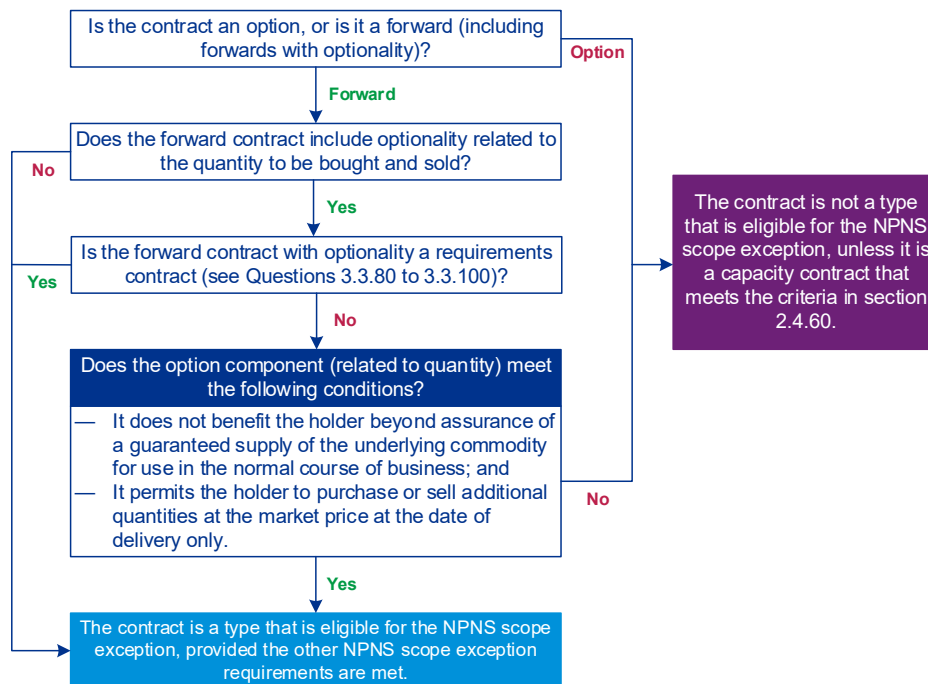 Is the contract an option, or is it a forward (including
forwards with optionality)?
Option
Forward
Does the forward contract include optionality related to
the quantity to be bought and sold?
No
Yes
Is the forward contract with optionality a requirements
contract (see Questions 3.3.80 to 3.3.100)?
Yes
No
The contract is not a type
that is eligible for the NPNS
scope exception, unless it is
a capacity contract that
meets the criteria in section
2.4.60.
Does the option component (related to quantity) meet
the following conditions?
— It does not benefit the holder beyond assurance of
a guaranteed supply of the underlying commodity
for use in the normal course of business; and
— It permits the holder to purchase or sell additional
quantities at the market price at the date of
delivery only.
No
Yes
The contract is a type that is eligible for the NPNS scope
exception, provided the other NPNS scope exception
requirements are met.